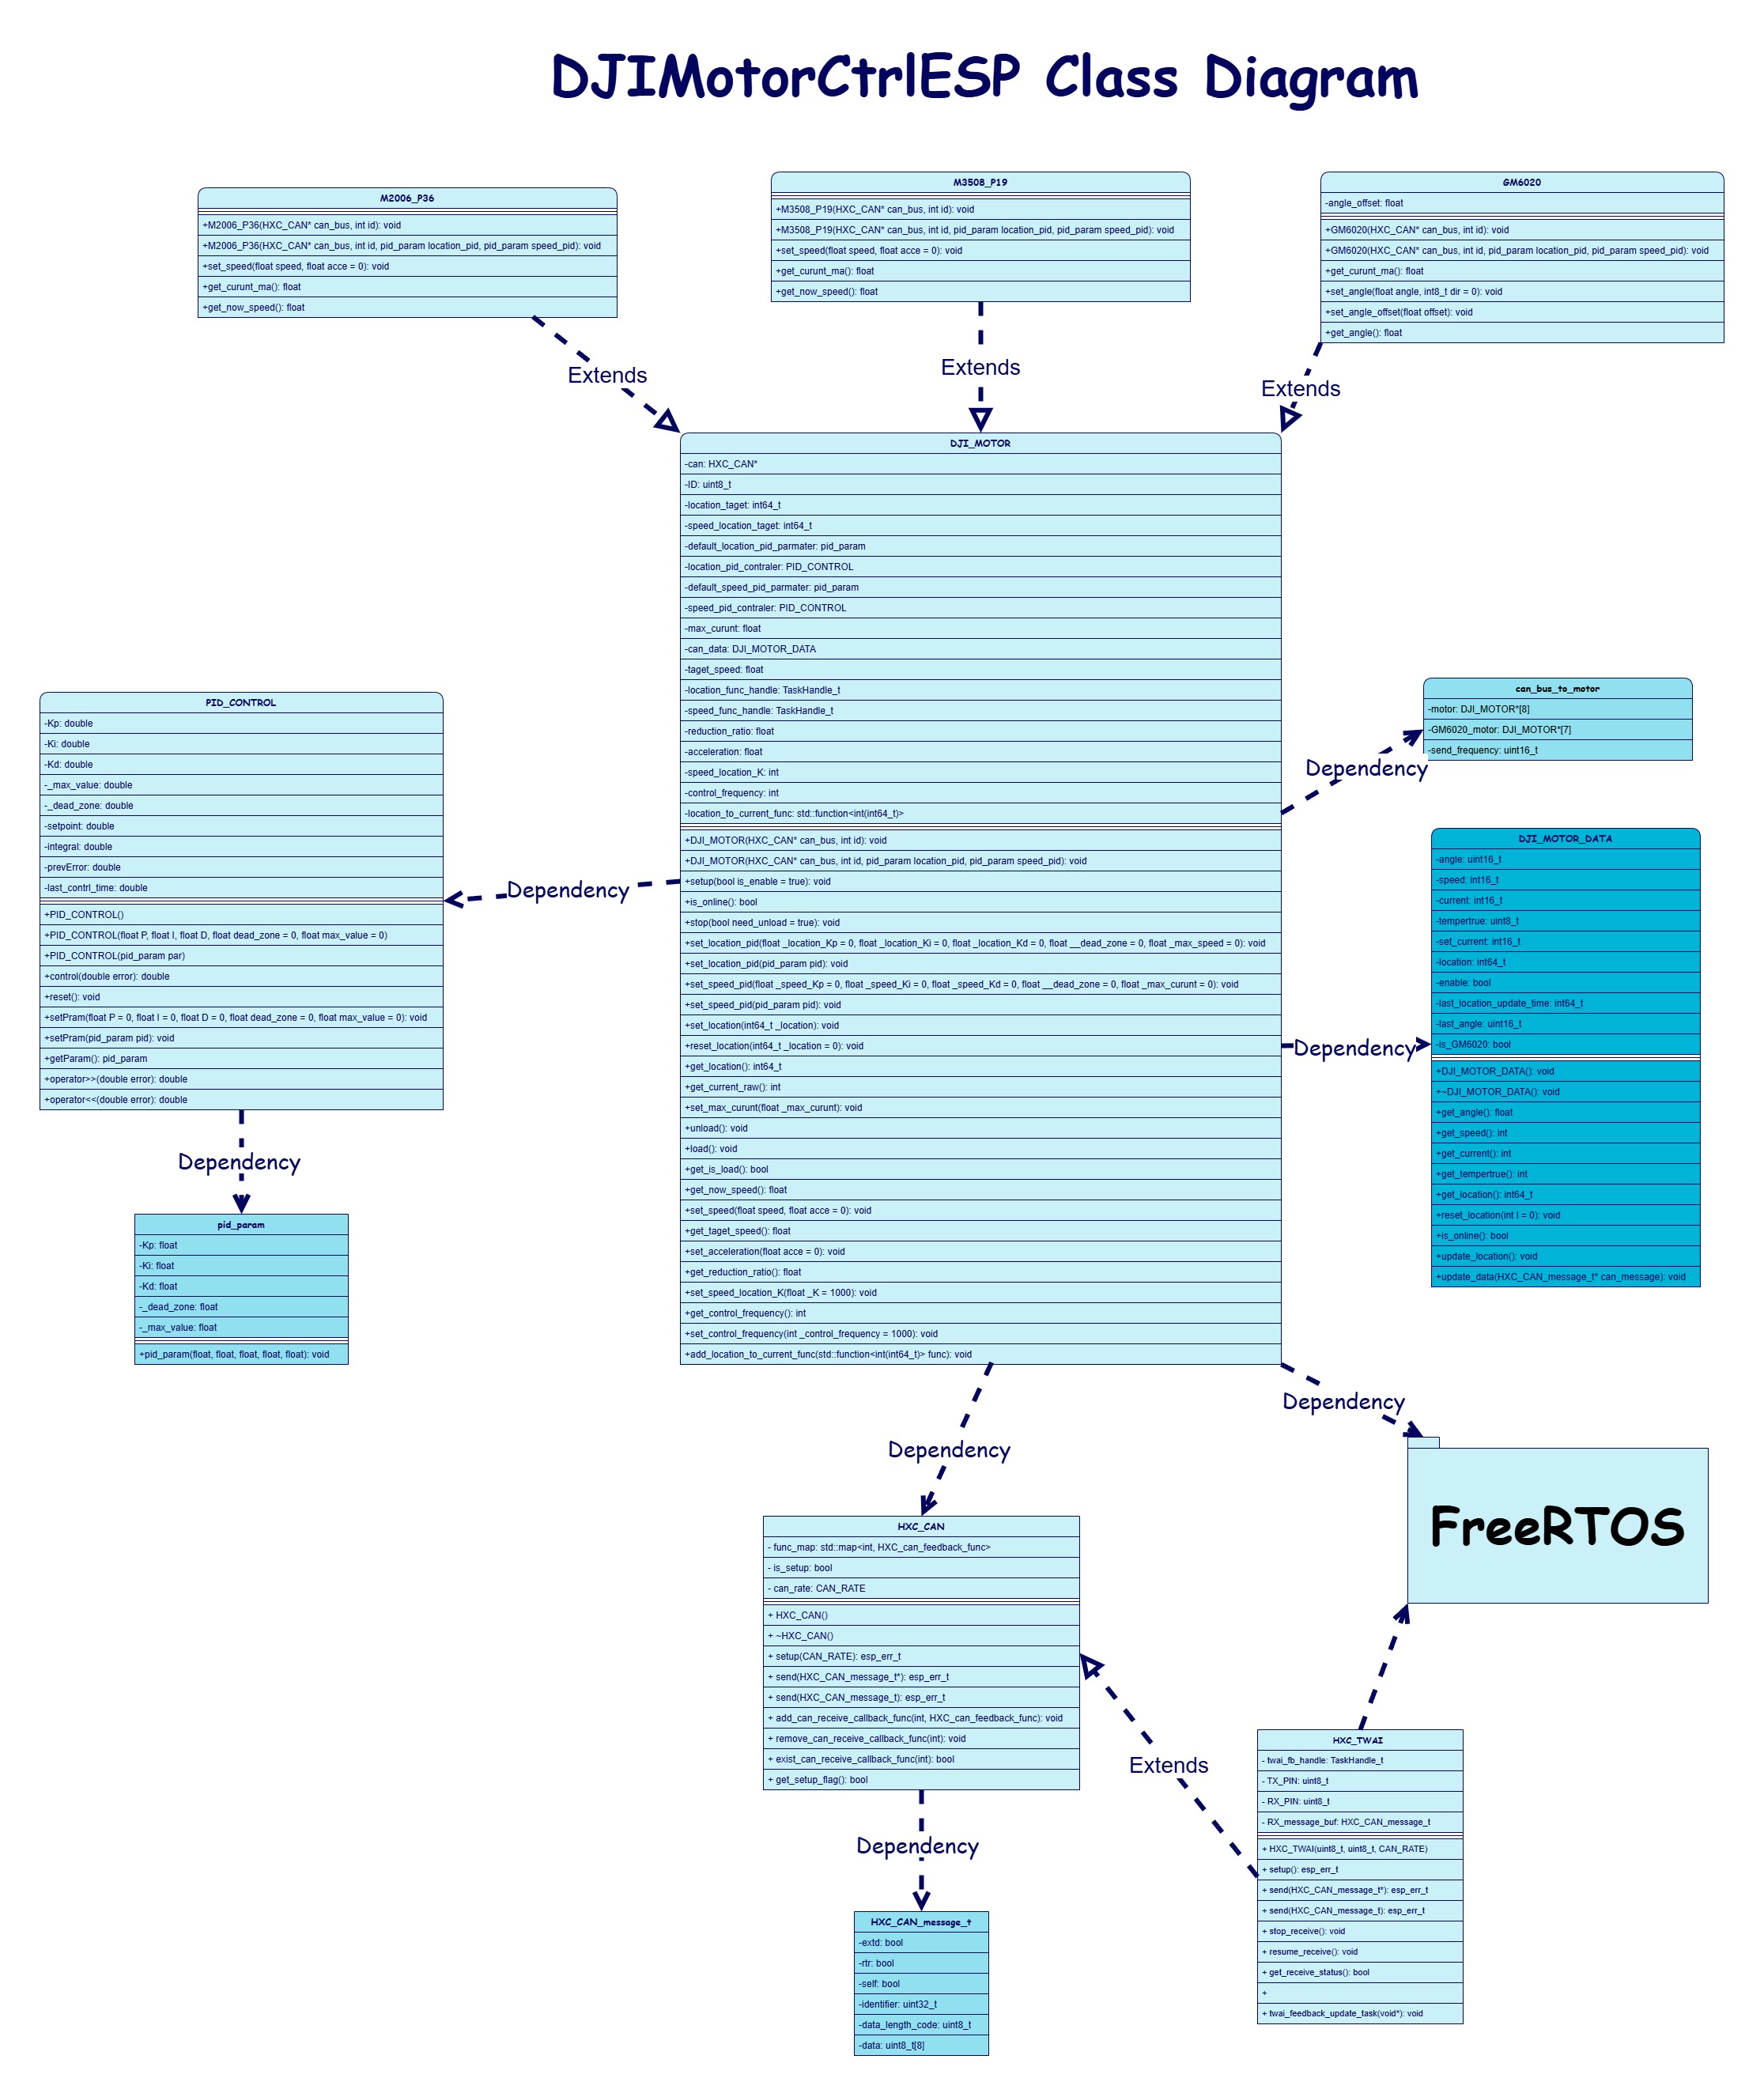 DJIMotorCtrlESP Class Diagram
M2006_P36
+M2006_P36(HXC_CAN* can_bus, int id): void
+M2006_P36(HXC_CAN* can_bus, int id, pid_param location_pid, pid_param speed_pid): void
+set_speed(float speed, float acce = 0): void
+get_curunt_ma(): float
+get_now_speed(): float
M3508_P19
+M3508_P19(HXC_CAN* can_bus, int id): void
+M3508_P19(HXC_CAN* can_bus, int id, pid_param location_pid, pid_param speed_pid): void
+set_speed(float speed, float acce = 0): void
+get_curunt_ma(): float
+get_now_speed(): float
GM6020
-angle_offset: float
+GM6020(HXC_CAN* can_bus, int id): void
+GM6020(HXC_CAN* can_bus, int id, pid_param location_pid, pid_param speed_pid): void
+get_curunt_ma(): float
+set_angle(float angle, int8_t dir = 0): void
+set_angle_offset(float offset): void
+get_angle(): float
Extends
Extends
Extends
DJI_MOTOR
-can: HXC_CAN*
-ID: uint8_t
-location_taget: int64_t
-speed_location_taget: int64_t
-default_location_pid_parmater: pid_param
-location_pid_contraler: PID_CONTROL
-default_speed_pid_parmater: pid_param
-speed_pid_contraler: PID_CONTROL
-max_curunt: float
-can_data: DJI_MOTOR_DATA
-taget_speed: float
-location_func_handle: TaskHandle_t
-speed_func_handle: TaskHandle_t
-reduction_ratio: float
-acceleration: float
-speed_location_K: int
-control_frequency: int
-location_to_current_func: std::function<int(int64_t)>
+DJI_MOTOR(HXC_CAN* can_bus, int id): void
+DJI_MOTOR(HXC_CAN* can_bus, int id, pid_param location_pid, pid_param speed_pid): void
+setup(bool is_enable = true): void
+is_online(): bool
+stop(bool need_unload = true): void
+set_location_pid(float _location_Kp = 0, float _location_Ki = 0, float _location_Kd = 0, float __dead_zone = 0, float _max_speed = 0): void
+set_location_pid(pid_param pid): void
+set_speed_pid(float _speed_Kp = 0, float _speed_Ki = 0, float _speed_Kd = 0, float __dead_zone = 0, float _max_curunt = 0): void
+set_speed_pid(pid_param pid): void
+set_location(int64_t _location): void
+reset_location(int64_t _location = 0): void
+get_location(): int64_t
+get_current_raw(): int
+set_max_curunt(float _max_curunt): void
+unload(): void
+load(): void
+get_is_load(): bool
+get_now_speed(): float
+set_speed(float speed, float acce = 0): void
+get_taget_speed(): float
+set_acceleration(float acce = 0): void
+get_reduction_ratio(): float
+set_speed_location_K(float _K = 1000): void
+get_control_frequency(): int
+set_control_frequency(int _control_frequency = 1000): void
+add_location_to_current_func(std::function<int(int64_t)> func): void
PID_CONTROL
-Kp: double
-Ki: double
-Kd: double
-_max_value: double
-_dead_zone: double
-setpoint: double
-integral: double
-prevError: double
-last_contrl_time: double
+PID_CONTROL()
+PID_CONTROL(float P, float I, float D, float dead_zone = 0, float max_value = 0)
+PID_CONTROL(pid_param par)
+control(double error): double
+reset(): void
+setPram(float P = 0, float I = 0, float D = 0, float dead_zone = 0, float max_value = 0): void
+setPram(pid_param pid): void
+getParam(): pid_param
+operator>>(double error): double
+operator<<(double error): double
Dependency
Dependency
pid_param
-Kp: float
-Ki: float
-Kd: float
-_dead_zone: float
-_max_value: float
+pid_param(float, float, float, float, float): void
can_bus_to_motor
-motor: DJI_MOTOR*[8]
-GM6020_motor: DJI_MOTOR*[7]
-send_frequency: uint16_t
Dependency
DJI_MOTOR_DATA
-angle: uint16_t
-speed: int16_t
-current: int16_t
-tempertrue: uint8_t
-set_current: int16_t
-location: int64_t
-enable: bool
-last_location_update_time: int64_t
-last_angle: uint16_t
-is_GM6020: bool
+DJI_MOTOR_DATA(): void
+~DJI_MOTOR_DATA(): void
+get_angle(): float
+get_speed(): int
+get_current(): int
+get_tempertrue(): int
+get_location(): int64_t
+reset_location(int l = 0): void
+is_online(): bool
+update_location(): void
+update_data(HXC_CAN_message_t* can_message): void
Dependency
Dependency
Dependency
FreeRTOS
HXC_CAN
- func_map: std::map<int, HXC_can_feedback_func>
- is_setup: bool
- can_rate: CAN_RATE
+ HXC_CAN()
+ ~HXC_CAN()
+ setup(CAN_RATE): esp_err_t
+ send(HXC_CAN_message_t*): esp_err_t
+ send(HXC_CAN_message_t): esp_err_t
+ add_can_receive_callback_func(int, HXC_can_feedback_func): void
+ remove_can_receive_callback_func(int): void
+ exist_can_receive_callback_func(int): bool
+ get_setup_flag(): bool
Extends
HXC_TWAI
- twai_fb_handle: TaskHandle_t
- TX_PIN: uint8_t
- RX_PIN: uint8_t
- RX_message_buf: HXC_CAN_message_t
+ HXC_TWAI(uint8_t, uint8_t, CAN_RATE)
+ setup(): esp_err_t
+ send(HXC_CAN_message_t*): esp_err_t
+ send(HXC_CAN_message_t): esp_err_t
+ stop_receive(): void
+ resume_receive(): void
+ get_receive_status(): bool
+
+ twai_feedback_update_task(void*): void
Dependency
HXC_CAN_message_t
-extd: bool
-rtr: bool
-self: bool
-identifier: uint32_t
-data_length_code: uint8_t
-data: uint8_t[8]